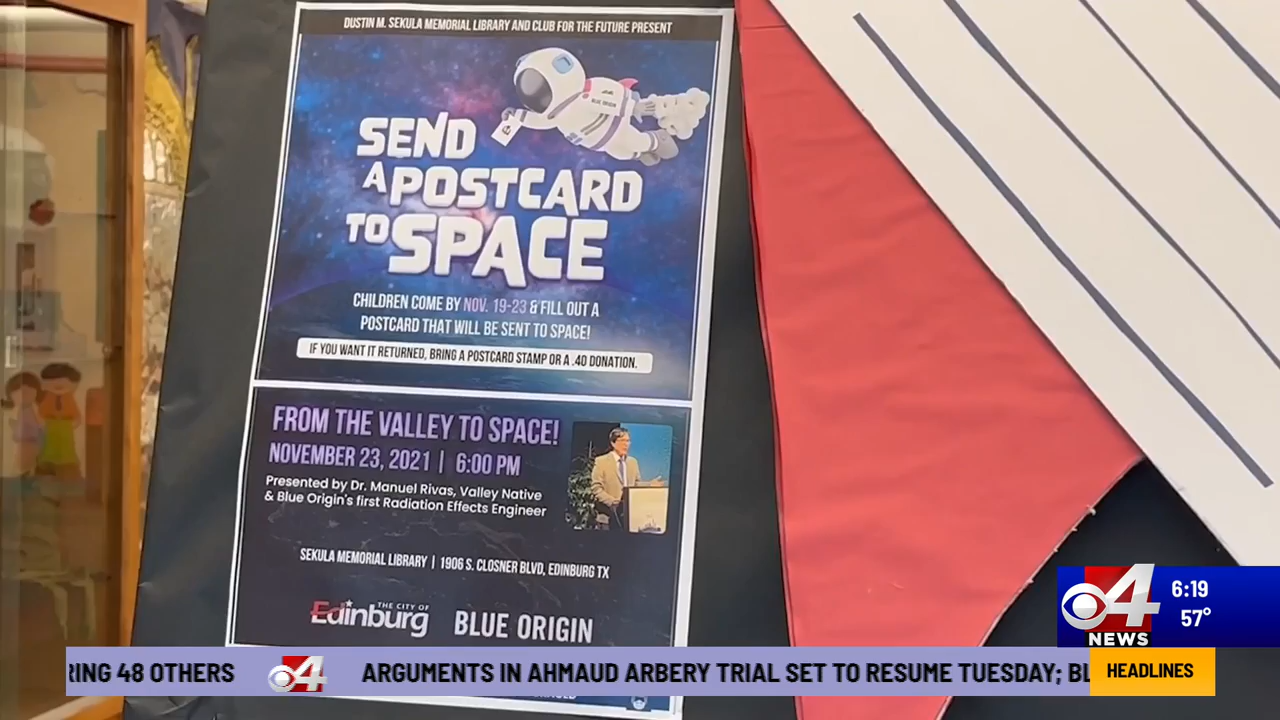 DUSTIN M. SEKULA MEMORIAL LIBRARY AND CLUB FOR THE FUTURE PRESENT
BLUE ORIGIN
SEND
A POSTCARD
TO SPACE
CHILDREN COME BY NOV. 19-23 & FILL OUT A
POSTCARD THAT WILL BE SENT TO SPACE!
IF YOU WANT IT RETURNED, BRING A POSTCARD STAMP OR A .40 DONATION.
FROM THE VALLEY TO SPACE!
NOVEMBER 23, 2021 | 6:00 PM
Presented by Dr. Manuel Rivas, Valley Native
& Blue Origin's first Radiation Effects Engineer
SEKULA MEMORIAL LIBRARY | 1906 S. CLOSNER BLVD, EDINBURG TX
THE CITY OF
Edinburg
BLUE ORIGIN
4
NEWS
6:19
57°
RING 48 OTHERS
4
ARGUMENTS IN AHMAUD ARBERY TRIAL SET TO RESUME TUESDAY; BL
HEADLINES